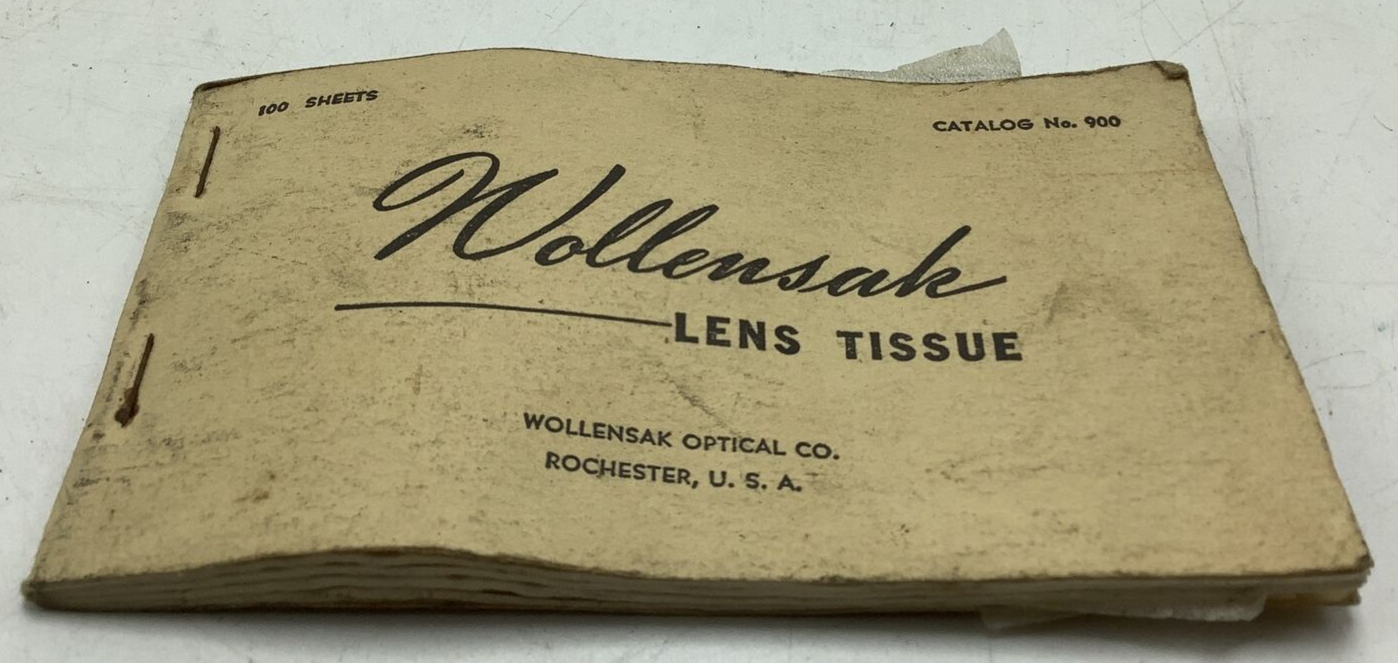 100 SHEETS
CATALOG No. 900
Wollensak
LENS TISSUE
WOLLENSAK OPTICAL CO.
ROCHESTER, U. S. A.